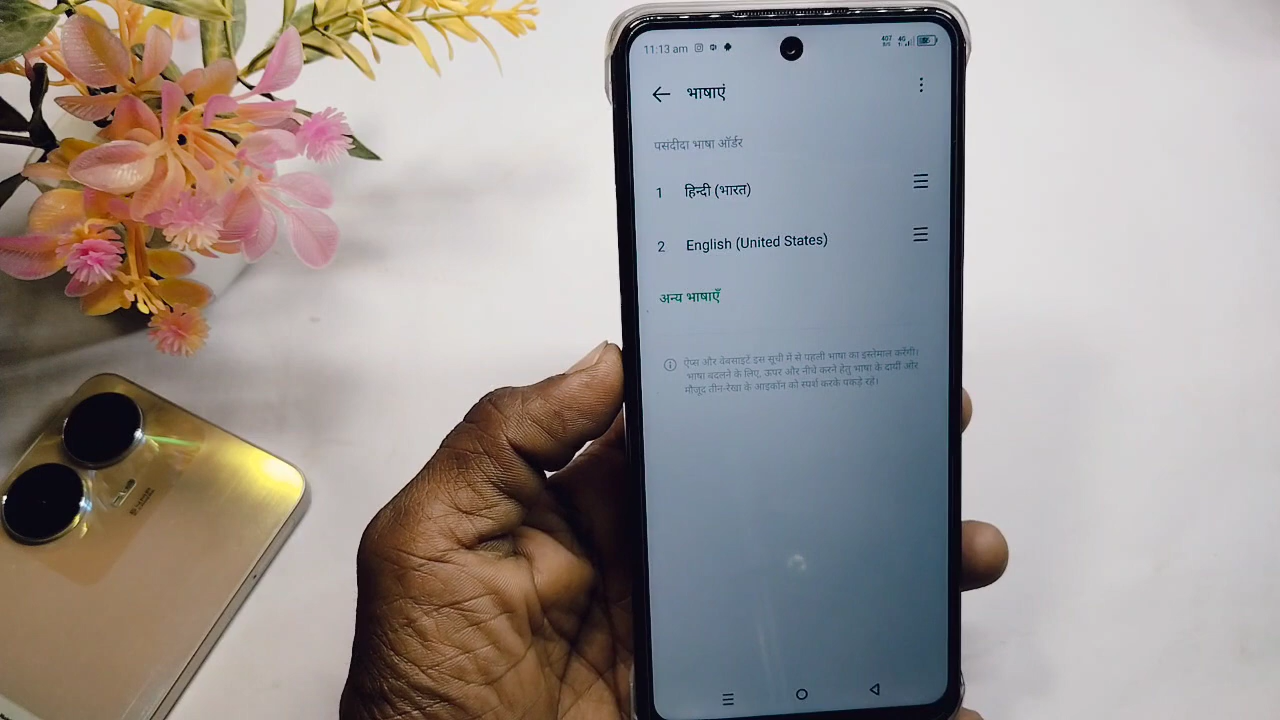 11:13 am
भाषाएं
पसंदीदा भाषा ऑर्डर
1 हिन्दी (भारत)
2 English (United States)
अन्य भाषाएँ
ऐप्स और वेबसाइटें इस सूची में से पहली भाषा का इस्तेमाल करेंगी।
भाषा बदलने के लिए, ऊपर और नीचे करने हेतु भाषा के दायीं ओर
मौजूद तीन-रेखा के आइकॉन को स्पर्श करके पकड़े रहें।